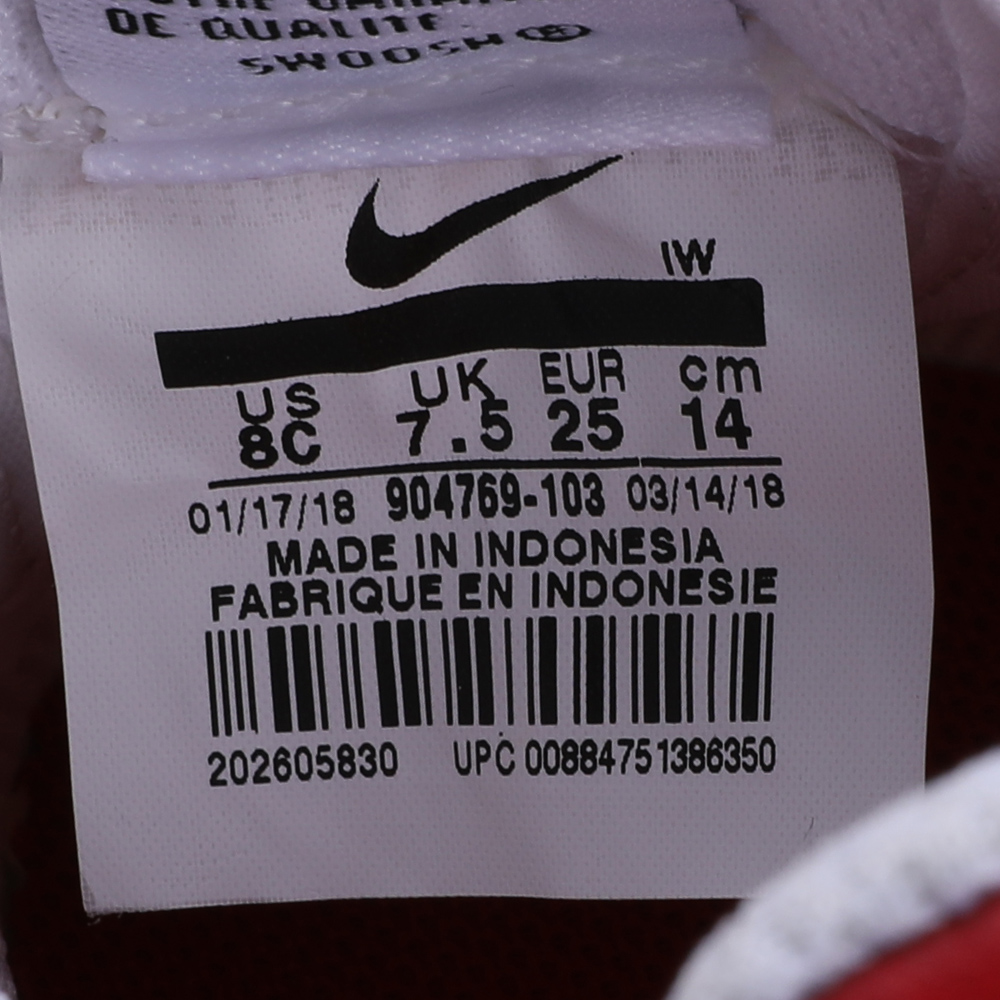 DE QUALITE
SWOOSH ®
IW
US UK EUR cm
8C 7.5 25 14
01/17/18 904769-103 03/14/18
MADE IN INDONESIA
FABRIQUE EN INDONESIE
202605830 UPC 00884751386350